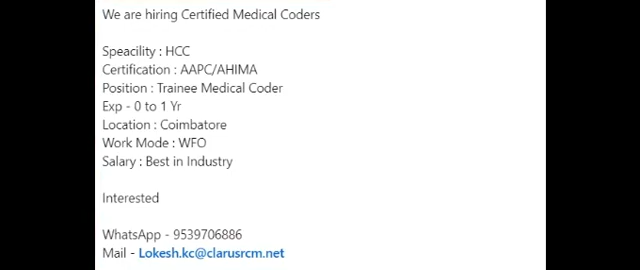 We are hiring Certified Medical Coders
Speacility : HCC
Certification : AAPC/AHIMA
Position : Trainee Medical Coder
Exp - 0 to 1 Yr
Location : Coimbatore
Work Mode : WFO
Salary : Best in Industry
Interested
WhatsApp - 9539706886
Mail - Lokesh.kc@clarusrcm.net